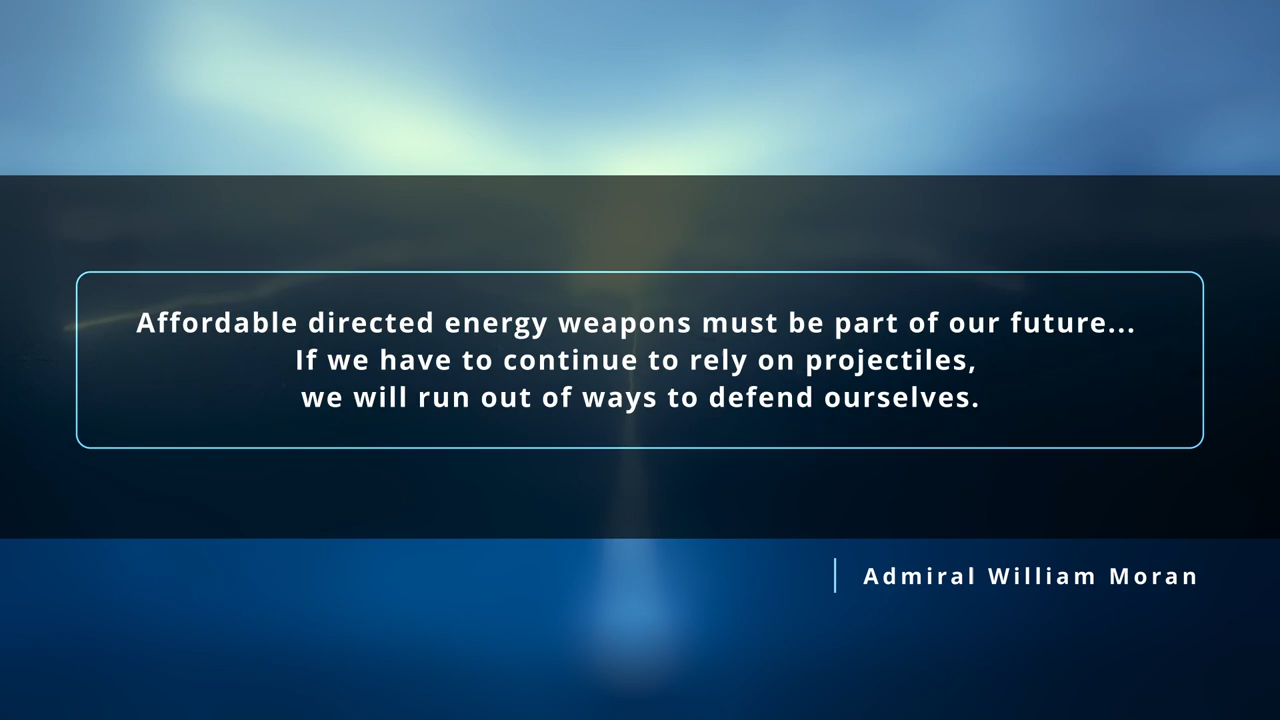 Affordable directed energy weapons must be part of our future...
If we have to continue to rely on projectiles,
we will run out of ways to defend ourselves.
Admiral William Moran